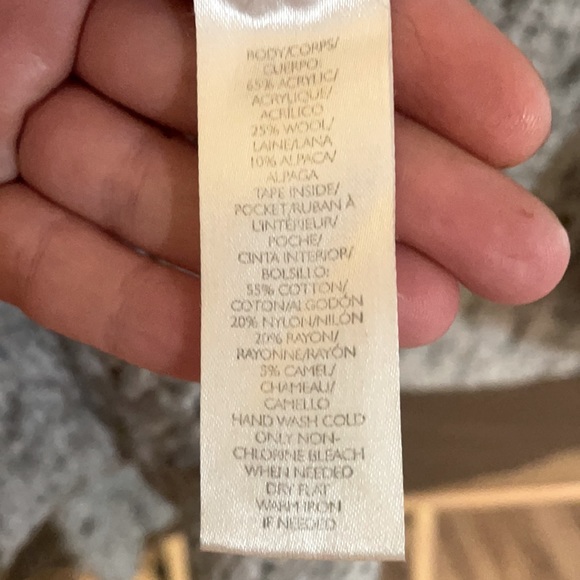 BODY/CORPS/
CUERPO:
65% ACRYLIC/
ACRYLIQUE/
ACRÍLICO
25% WOOL/
LAINE/LANA
10% ALPACA/
ALPAGA
TAPE INSIDE/
POCKET/RUBAN À
L'INTÉRIEUR/
POCHE/
CINTA INTERIOR/
BOLSILLO:
55% COTTON/
COTON/ALGODÓN
20% NYLON/NILÓN
20% RAYON/
RAYONNE/RAYÓN
5% CAMEL/
CHAMEAU/
CAMELLO
HAND WASH COLD
ONLY NON-
CHLORINE BLEACH
WHEN NEEDED
DRY FLAT
WARM IRON
IF NEEDED